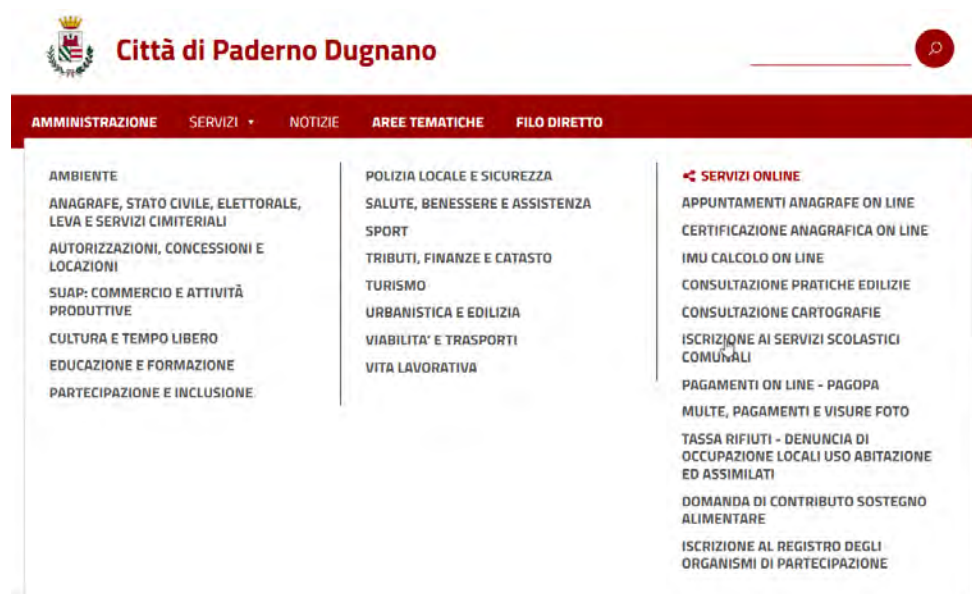 Città di Paderno Dugnano
AMMINISTRAZIONE SERVIZI NOTIZIE AREE TEMATICHE FILO DIRETTO
AMBIENTE
ANAGRAFE, STATO CIVILE, ELETTORALE,
LEVA E SERVIZI CIMITERIALI
AUTORIZZAZIONI, CONCESSIONI E
LOCAZIONI
SUAP: COMMERCIO E ATTIVITÀ
PRODUTTIVE
CULTURA E TEMPO LIBERO
EDUCAZIONE E FORMAZIONE
PARTECIPAZIONE E INCLUSIONE
POLIZIA LOCALE E SICUREZZA
SALUTE, BENESSERE E ASSISTENZA
SPORT
TRIBUTI, FINANZE E CATASTO
TURISMO
URBANISTICA E EDILIZIA
VIABILITA' E TRASPORTI
VITA LAVORATIVA
SERVIZI ONLINE
APPUNTAMENTI ANAGRAFE ON LINE
CERTIFICAZIONE ANAGRAFICA ON LINE
IMU CALCOLO ON LINE
CONSULTAZIONE PRATICHE EDILIZIE
CONSULTAZIONE CARTOGRAFIE
ISCRIZIONE AI SERVIZI SCOLASTICI
COMUNALI
PAGAMENTI ON LINE - PAGOPA
MULTE, PAGAMENTI E VISURE FOTO
TASSA RIFIUTI - DENUNCIA DI
OCCUPAZIONE LOCALI USO ABITAZIONE
ED ASSIMILATI
DOMANDA DI CONTRIBUTO SOSTEGNO
ALIMENTARE
ISCRIZIONE AL REGISTRO DEGLI
ORGANISMI DI PARTECIPAZIONE